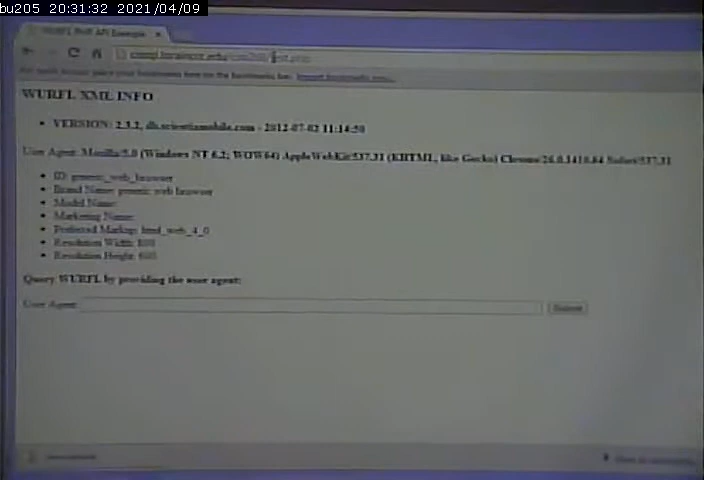 bu205 20:31:32 2021/04/09
WURFL PHP API Example
WURFL XML INFO
VERSION: 2.3.2, db.scientiamobile.com - 2012-07-02 11:14:50
User Agent: Mozilla/5.0 (Windows NT 6.2; WOW64) AppleWebKit/537.31 (KHTML, like Gecko) Chrome/26.0.1410.64 Safari/537.31
ID: generic_web_browser
Brand Name: generic web browser
Model Name:
Marketing Name:
Preferred Markup: html_web_4_0
Resolution Width: 800
Resolution Height: 600
Query WURFL by providing the user agent:
User Agent:
Submit